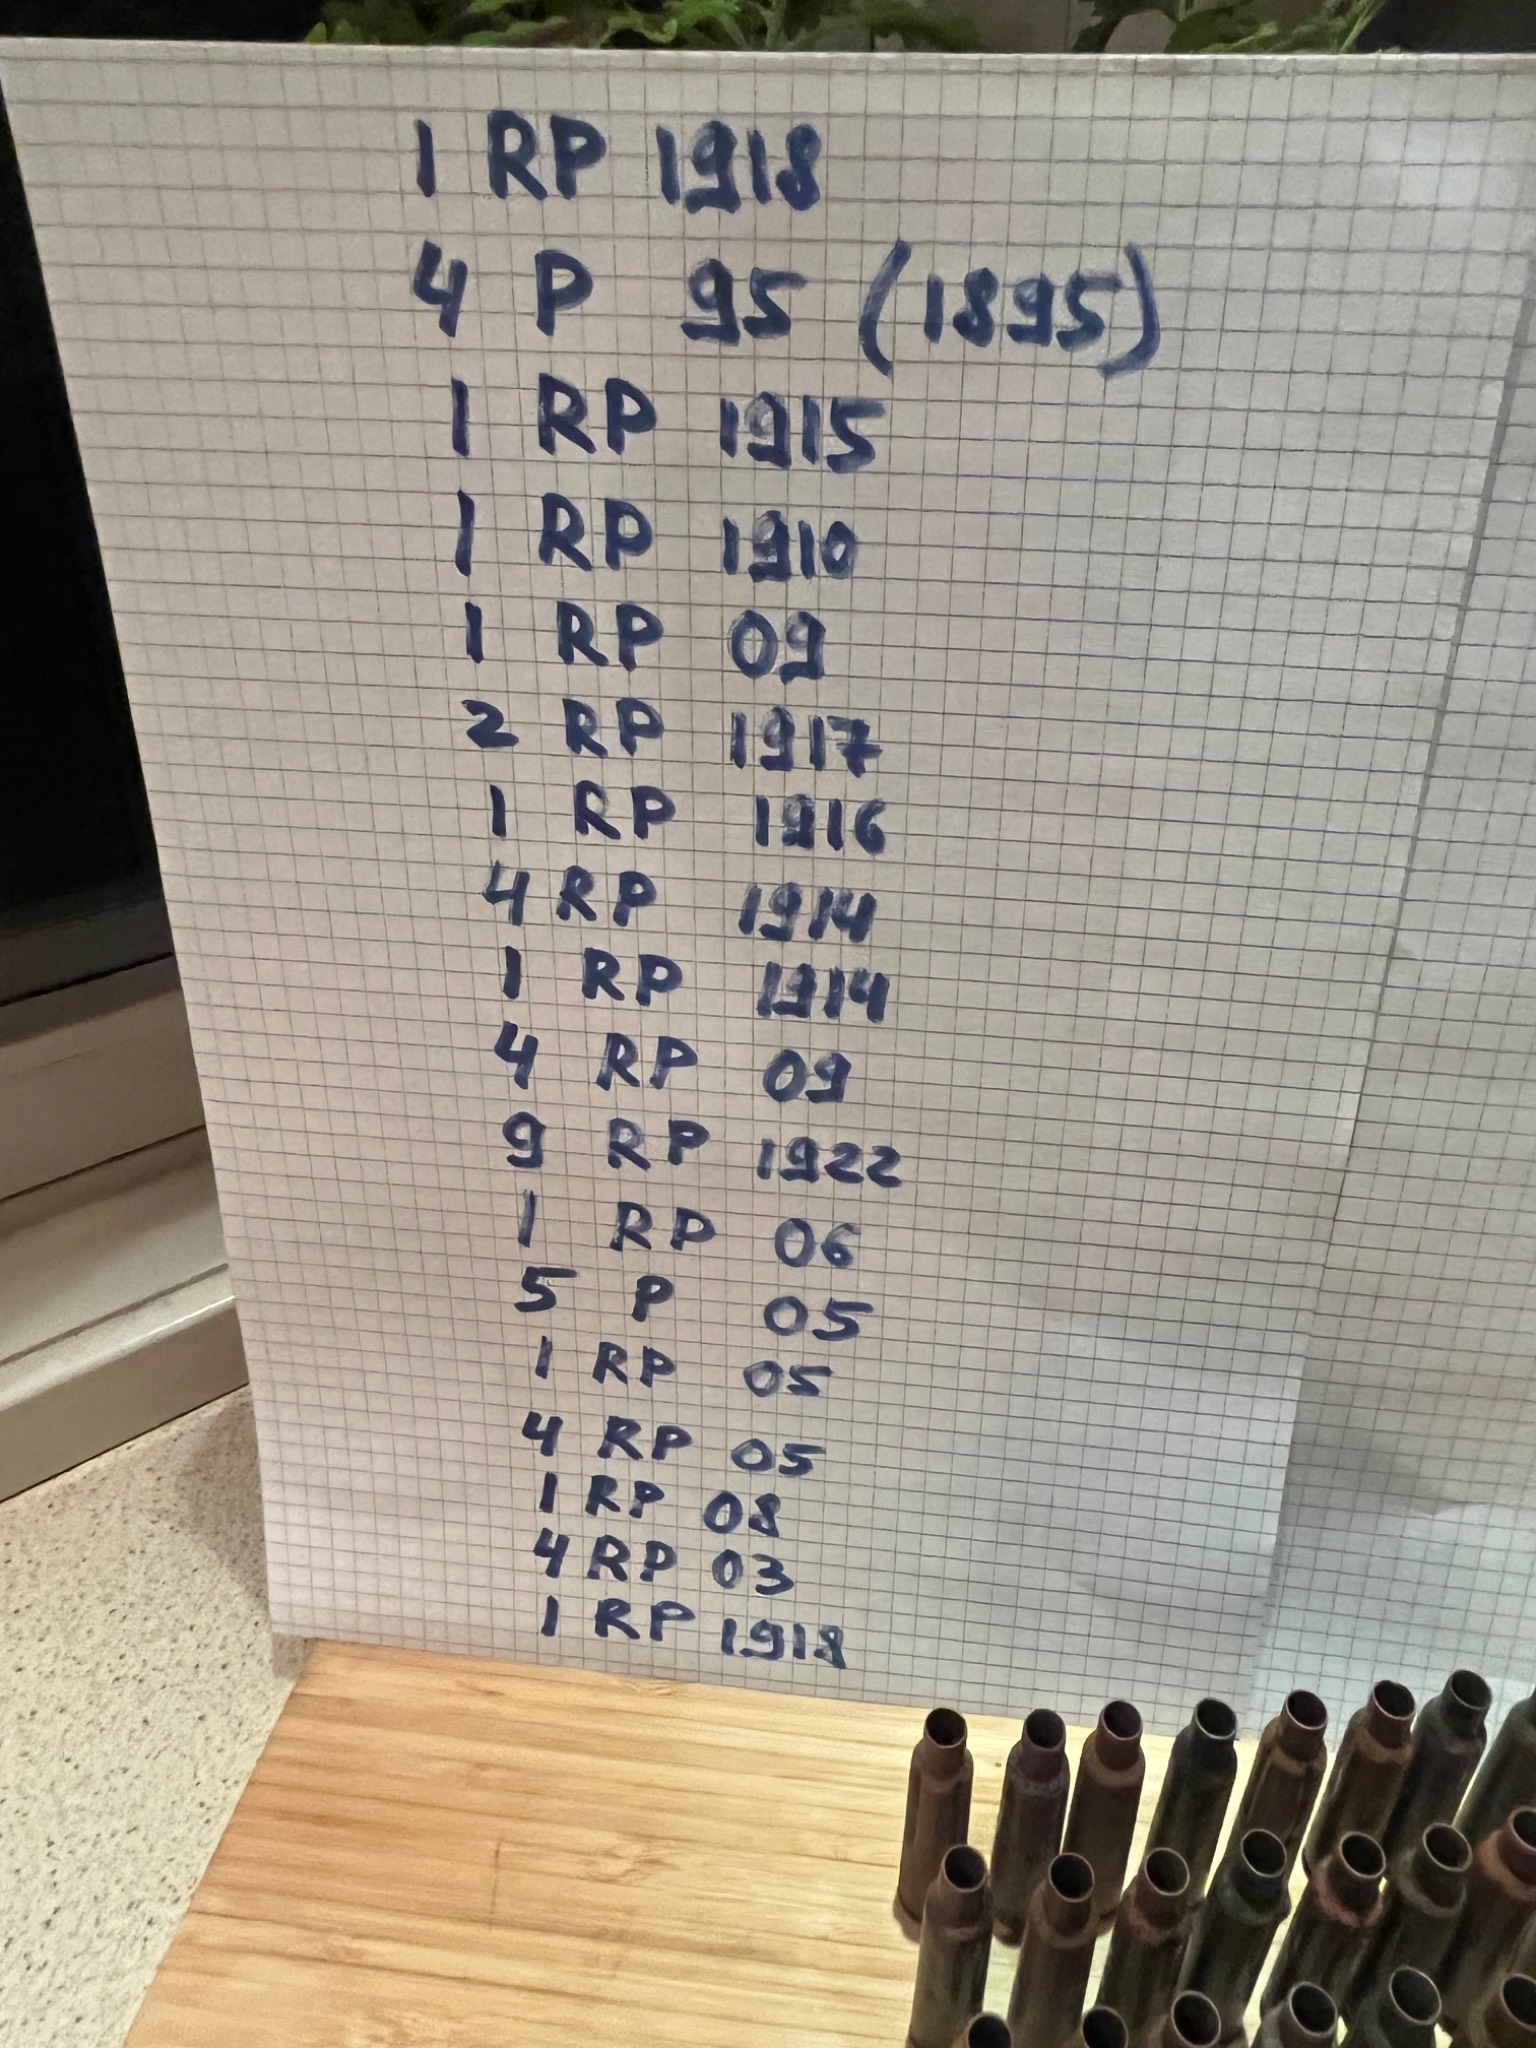 1 RP 1918
4 P 95 (1895)
1 RP 1915
1 RP 1910
1 RP 09
2 RP 1917
1 RP 1916
4 RP 1914
1 RP 1914
4 RP 09
9 RP 1922
1 RP 06
5 P 05
1 RP 05
4 RP 05
1 RP 08
4 RP 03
1 RP 1918